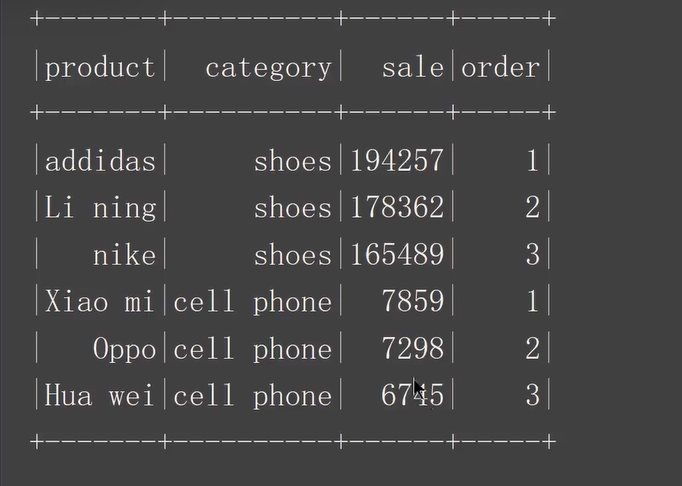 +-------+----------+------+-----+
|product|  category|  sale|order|
+-------+----------+------+-----+
|addidas|     shoes|194257|    1|
|Li ning|     shoes|178362|    2|
|   nike|     shoes|165489|    3|
|Xiao mi|cell phone|  7859|    1|
|   Oppo|cell phone|  7298|    2|
|Hua wei|cell phone|  6745|    3|
+-------+----------+------+-----+